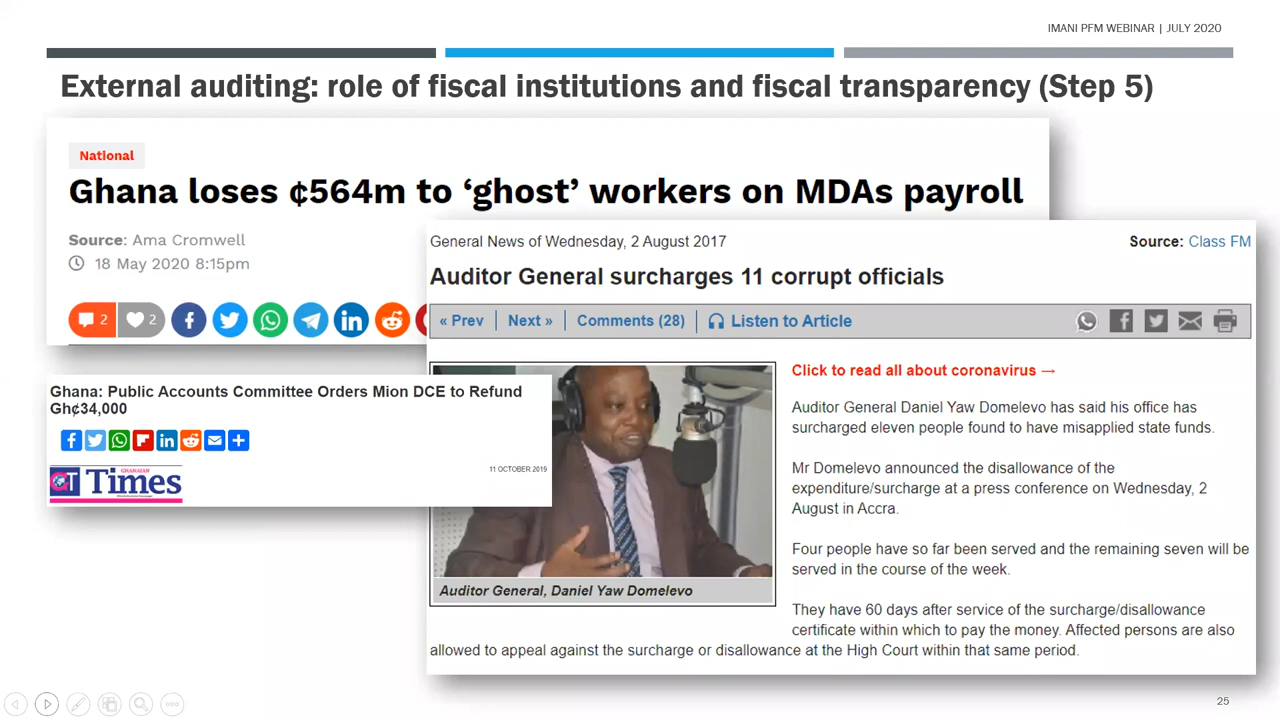 IMANI PFM WEBINAR | JULY 2020
External auditing: role of fiscal institutions and fiscal transparency (Step 5)
National
Ghana loses ¢564m to ‘ghost’ workers on MDAs payroll
Source: Ama Cromwell
18 May 2020 8:15pm
2
2
General News of Wednesday, 2 August 2017
Source: Class FM
Auditor General surcharges 11 corrupt officials
« Prev
Next »
Comments (28)
Listen to Article
Ghana: Public Accounts Committee Orders Mion DCE to Refund
Gh¢34,000
GT Times
11 OCTOBER 2019
Auditor General, Daniel Yaw Domelevo
Click to read all about coronavirus →
Auditor General Daniel Yaw Domelevo has said his office has
surcharged eleven people found to have misapplied state funds.
Mr Domelevo announced the disallowance of the
expenditure/surcharge at a press conference on Wednesday, 2
August in Accra.
Four people have so far been served and the remaining seven will be
served in the course of the week.
They have 60 days after service of the surcharge/disallowance
certificate within which to pay the money. Affected persons are also
allowed to appeal against the surcharge or disallowance at the High Court within that same period.
25